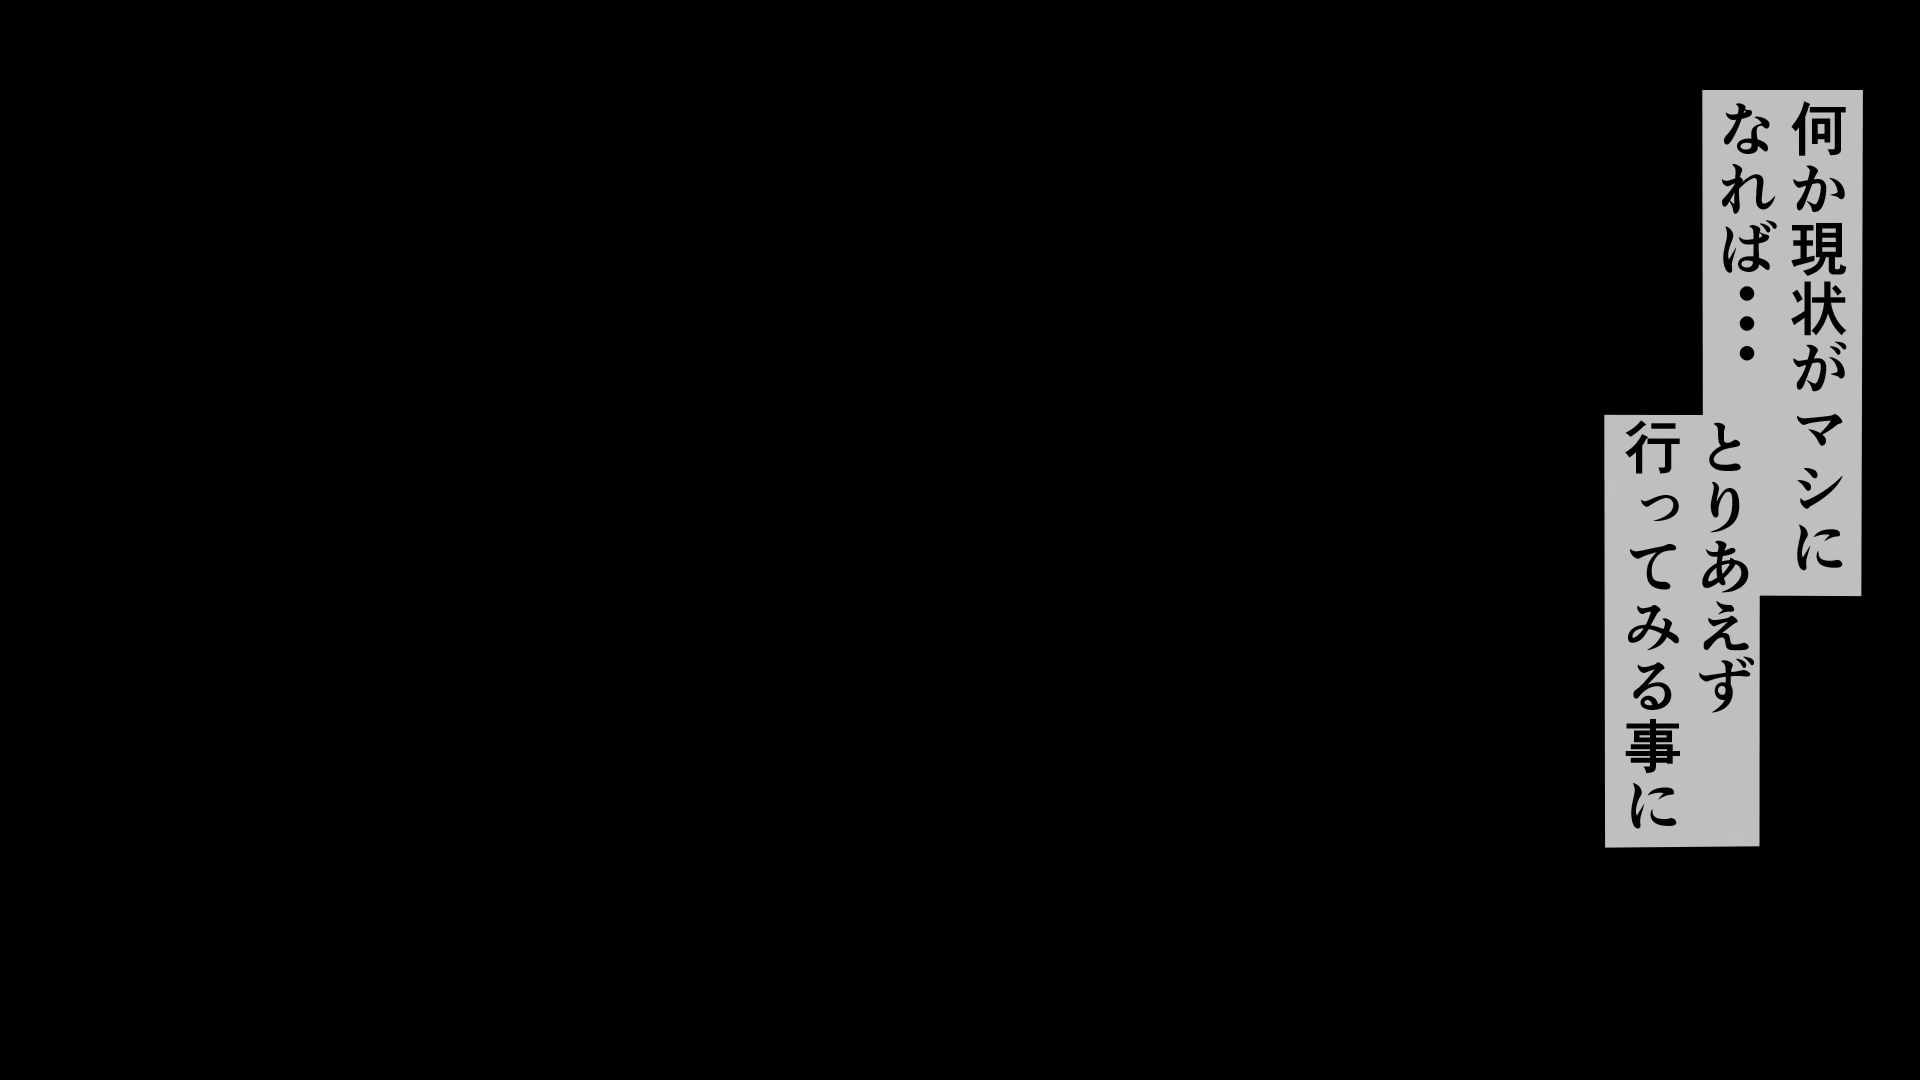 何か現状がマシに
なれば・・・
とりあえず
行ってみる事に